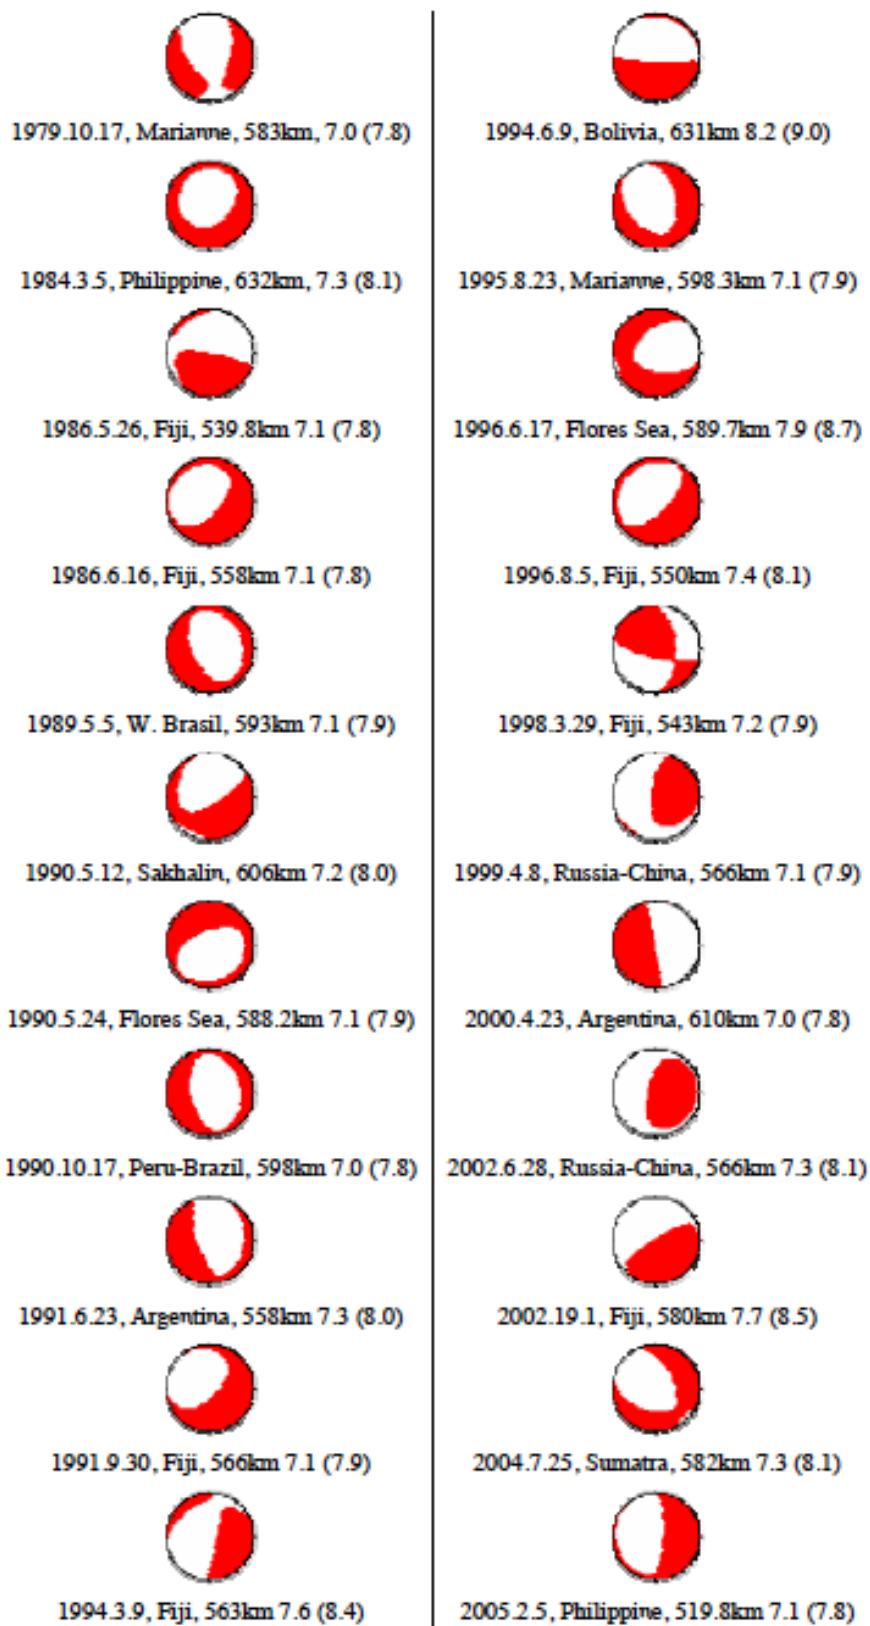 1979.10.17, Marianne, 583km, 7.0 (7.8)
1984.3.5, Philippine, 632km, 7.3 (8.1)
1986.5.26, Fiji, 539.8km 7.1 (7.8)
1986.6.16, Fiji, 558km 7.1 (7.8)
1989.5.5, W. Brasil, 593km 7.1 (7.9)
1990.5.12, Sakhalin, 606km 7.2 (8.0)
1990.5.24, Flores Sea, 588.2km 7.1 (7.9)
1990.10.17, Peru-Brazil, 598km 7.0 (7.8)
1991.6.23, Argentina, 558km 7.3 (8.0)
1991.9.30, Fiji, 566km 7.1 (7.9)
1994.3.9, Fiji, 563km 7.6 (8.4)
1994.6.9, Bolivia, 631km 8.2 (9.0)
1995.8.23, Marianne, 598.3km 7.1 (7.9)
1996.6.17, Flores Sea, 589.7km 7.9 (8.7)
1996.8.5, Fiji, 550km 7.4 (8.1)
1998.3.29, Fiji, 543km 7.2 (7.9)
1999.4.8, Russia-China, 566km 7.1 (7.9)
2000.4.23, Argentina, 610km 7.0 (7.8)
2002.6.28, Russia-China, 566km 7.3 (8.1)
2002.19.1, Fiji, 580km 7.7 (8.5)
2004.7.25, Sumatra, 582km 7.3 (8.1)
2005.2.5, Philippine, 519.8km 7.1 (7.8)